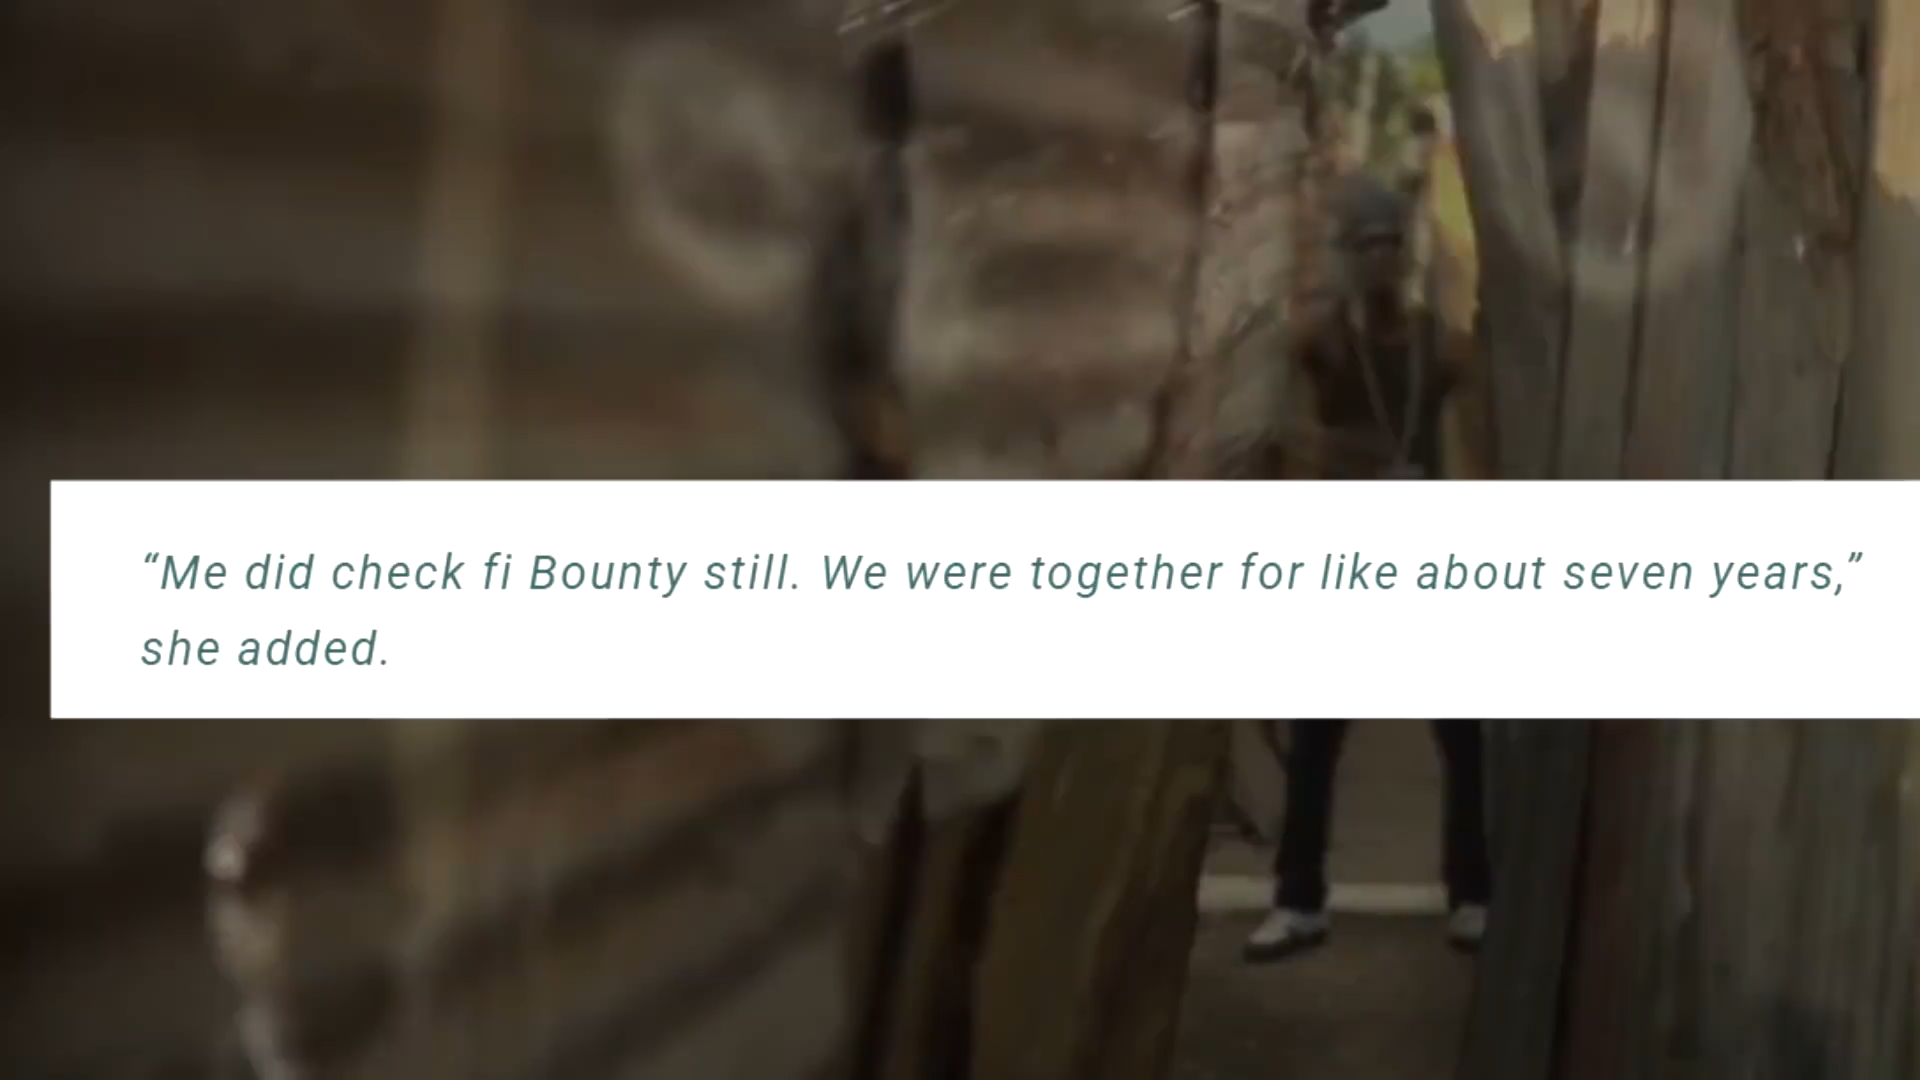 “Me did check fi Bounty still. We were together for like about seven years,”
she added.